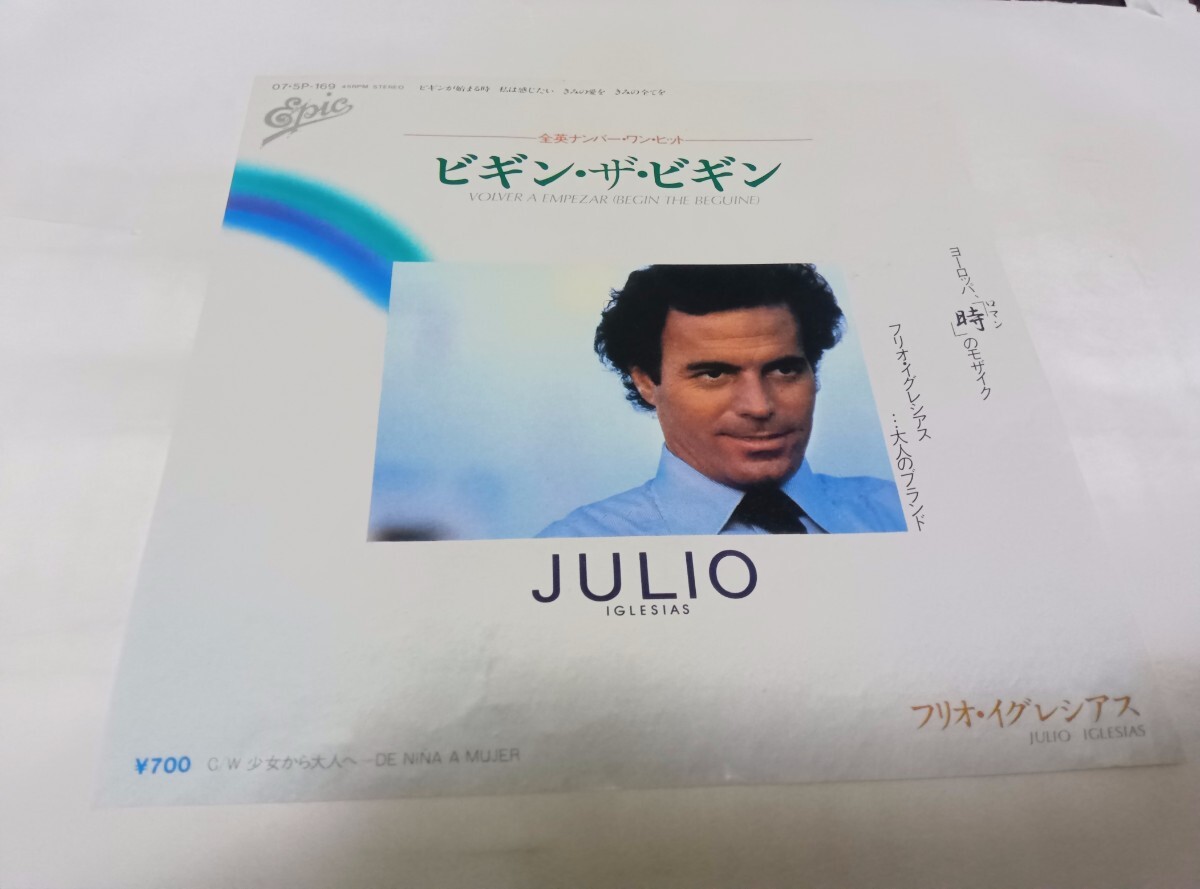 07・5P-169 45RPM STEREO ビギンが始まる時 私は感じたい きみの愛を きみの全てを
Epic
全英ナンバー・ワン・ヒット
ビギン・ザ・ビギン
VOLVER A EMPEZAR (BEGIN THE BEGUINE)
ヨーロッパ、「時」のモザイク
ロマン
フリオ・イグレシアス
…大人のブランド
JULIO
IGLESIAS
フリオ・イグレシアス
JULIO IGLESIAS
¥700 C/W 少女から大人へ—DE NIÑA A MUJER